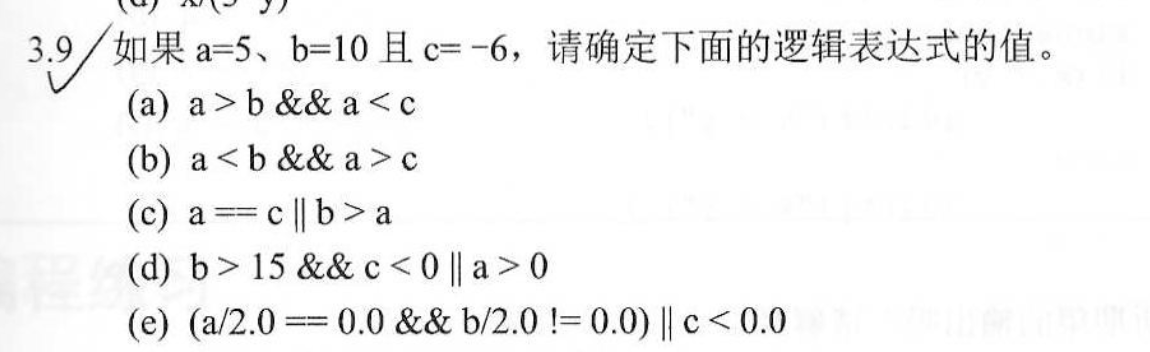 3.9 如果 a=5、b=10 且 c= -6，请确定下面的逻辑表达式的值。
(a) a > b && a < c
(b) a < b && a > c
(c) a == c || b > a
(d) b > 15 && c < 0 || a > 0
(e) (a/2.0 == 0.0 && b/2.0 != 0.0) || c < 0.0